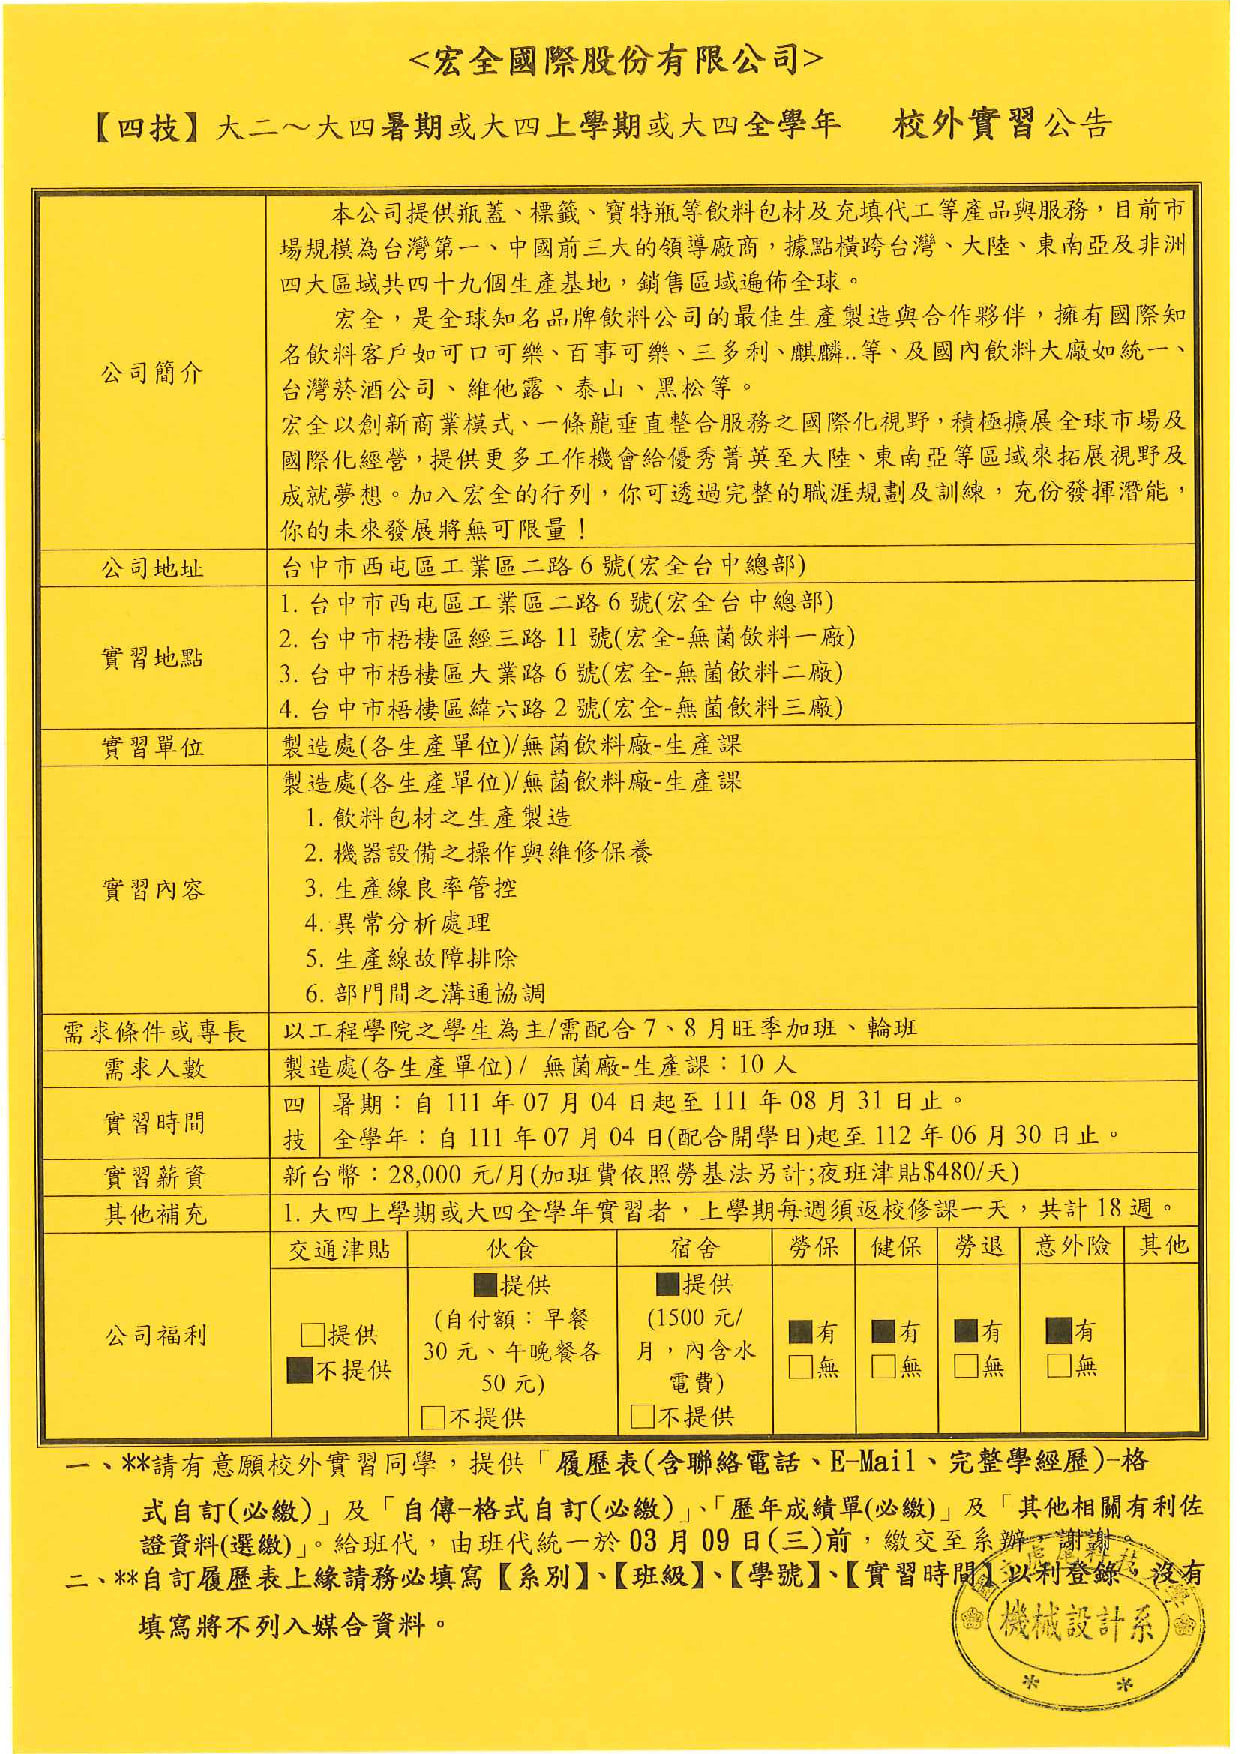 <宏全國際股份有限公司>
【四技】大二～大四暑期或大四上學期或大四全學年 校外實習公告
公司簡介
本公司提供瓶蓋、標籤、寶特瓶等飲料包材及充填代工等產品與服務，目前市
場規模為台灣第一、中國前三大的領導廠商，據點橫跨台灣、大陸、東南亞及非洲
四大區域共四十九個生產基地，銷售區域遍佈全球。
宏全，是全球知名品牌飲料公司的最佳生產製造與合作夥伴，擁有國際知
名飲料客戶如可口可樂、百事可樂、三多利、麒麟..等、及國內飲料大廠如統一、
台灣菸酒公司、維他露、泰山、黑松等。
宏全以創新商業模式、一條龍垂直整合服務之國際化視野，積極擴展全球市場及
國際化經營，提供更多工作機會給優秀菁英至大陸、東南亞等區域來拓展視野及
成就夢想。加入宏全的行列，你可透過完整的職涯規劃及訓練，充份發揮潛能，
你的未來發展將無可限量！
公司地址 台中市西屯區工業區二路 6 號(宏全台中總部)
實習地點
1. 台中市西屯區工業區二路 6 號(宏全台中總部)
2. 台中市梧棲區經三路 11 號(宏全-無菌飲料一廠)
3. 台中市梧棲區大業路 6 號(宏全-無菌飲料二廠)
4. 台中市梧棲區緯六路 2 號(宏全-無菌飲料三廠)
實習單位 製造處(各生產單位)/無菌飲料廠-生產課
實習內容
製造處(各生產單位)/無菌飲料廠-生產課
1. 飲料包材之生產製造
2. 機器設備之操作與維修保養
3. 生產線良率管控
4. 異常分析處理
5. 生產線故障排除
6. 部門間之溝通協調
需求條件或專長 以工程學院之學生為主/需配合 7、8 月旺季加班、輪班
需求人數 製造處(各生產單位)/ 無菌廠-生產課：10 人
實習時間
四技
暑期：自 111 年 07 月 04 日起至 111 年 08 月 31 日止。
全學年：自 111 年 07 月 04 日(配合開學日)起至 112 年 06 月 30 日止。
實習薪資 新台幣：28,000 元/月(加班費依照勞基法另計;夜班津貼$480/天)
其他補充 1. 大四上學期或大四全學年實習者，上學期每週須返校修課一天，共計 18 週。
公司福利
交通津貼 伙食 宿舍 勞保 健保 勞退 意外險 其他
□提供
■不提供
■提供
(自付額：早餐
30 元、午晚餐各
50 元)
□不提供
■提供
(1500 元/
月，內含水
電費)
□不提供
■有 ■有 ■有 ■有
□無 □無 □無 □無
一、**請有意願校外實習同學，提供「履歷表(含聯絡電話、E-Mail、完整學經歷)-格
式自訂(必繳)」及「自傳-格式自訂(必繳)」、「歷年成績單(必繳)」及「其他相關有利佐
證資料(選繳)」。給班代，由班代統一於 03 月 09 日(三)前，繳交至系辦，謝謝。
二、**自訂履歷表上緣請務必填寫【系別】、【班級】、【學號】、【實習時間】以利登錄，沒有
填寫將不列入媒合資料。
機械設計系